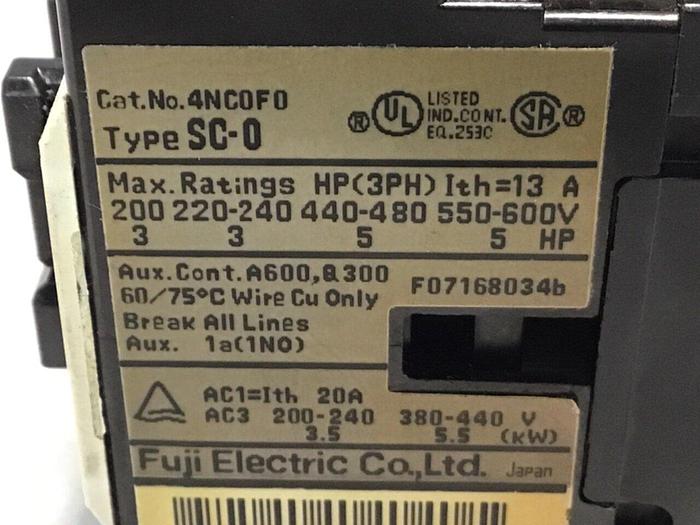 Cat.No.4NC0F0
Type SC-0
® UL LISTED
IND.CONT.
EQ.253C
SA ®
Max.Ratings HP(3PH) Ith=13 A
200 220-240 440-480 550-600V
3 3 5 5 HP
Aux.Cont.A600,Q300
60/75°C Wire Cu Only
F07168034b
Break All Lines
Aux. 1a(1NO)
AC1=Ith 20A
AC3 200-240 380-440 V
3.5 5.5 (kW)
Fuji Electric Co.,Ltd. Japan